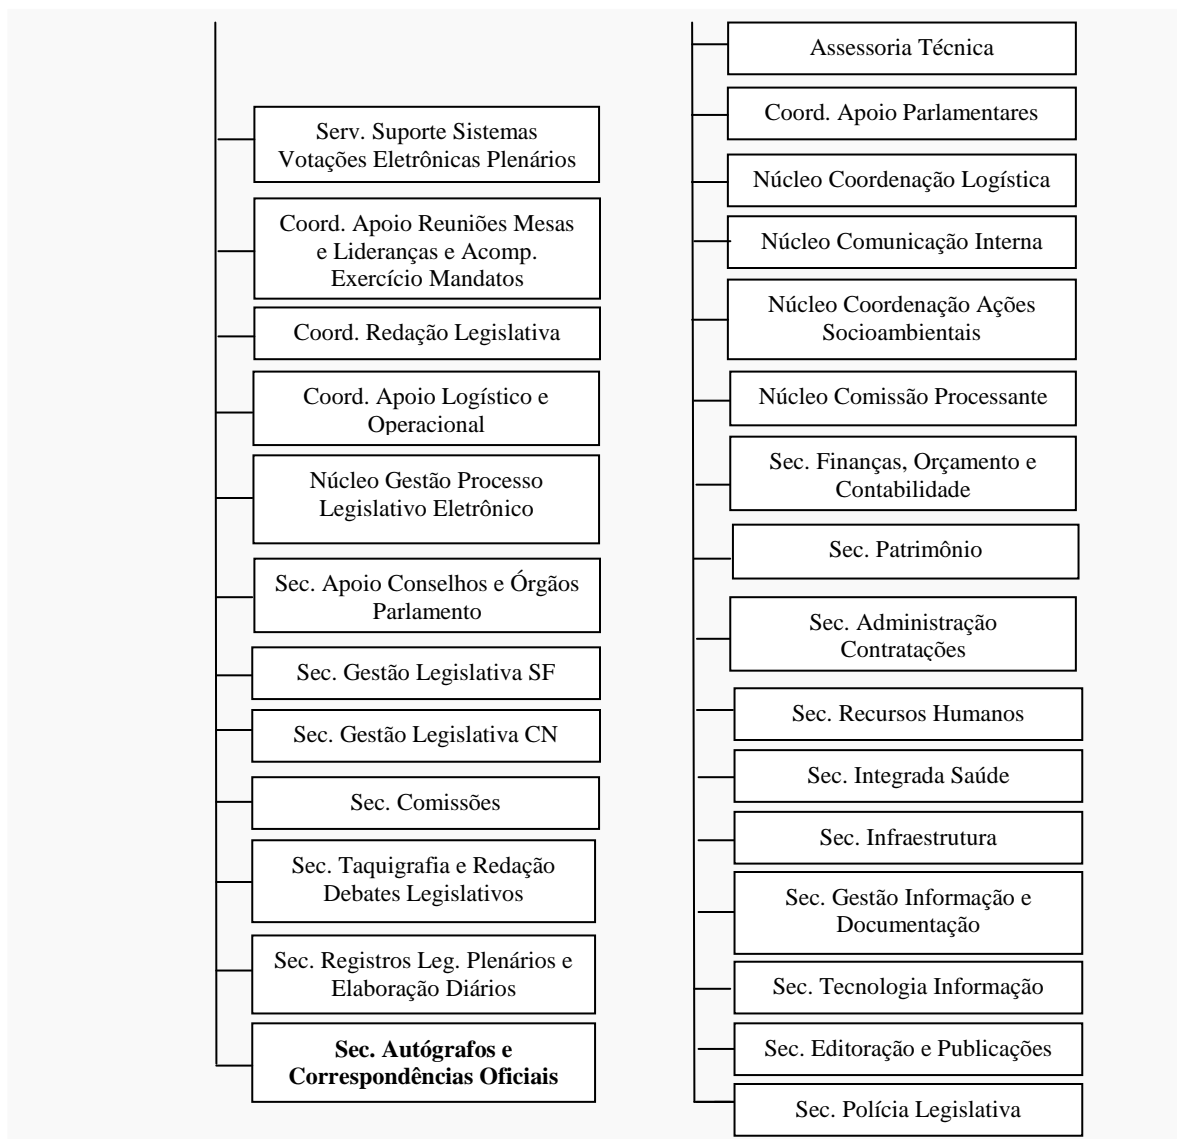 Serv. Suporte Sistemas
Votações Eletrônicas Plenários
Coord. Apoio Reuniões Mesas
e Lideranças e Acomp.
Exercício Mandatos
Coord. Redação Legislativa
Coord. Apoio Logístico e
Operacional
Núcleo Gestão Processo
Legislativo Eletrônico
Sec. Apoio Conselhos e Órgãos
Parlamento
Sec. Gestão Legislativa SF
Sec. Gestão Legislativa CN
Sec. Comissões
Sec. Taquigrafia e Redação
Debates Legislativos
Sec. Registros Leg. Plenários e
Elaboração Diários
Sec. Autógrafos e
Correspondências Oficiais
Assessoria Técnica
Coord. Apoio Parlamentares
Núcleo Coordenação Logística
Núcleo Comunicação Interna
Núcleo Coordenação Ações
Socioambientais
Núcleo Comissão Processante
Sec. Finanças, Orçamento e
Contabilidade
Sec. Patrimônio
Sec. Administração
Contratações
Sec. Recursos Humanos
Sec. Integrada Saúde
Sec. Infraestrutura
Sec. Gestão Informação e
Documentação
Sec. Tecnologia Informação
Sec. Editoração e Publicações
Sec. Polícia Legislativa